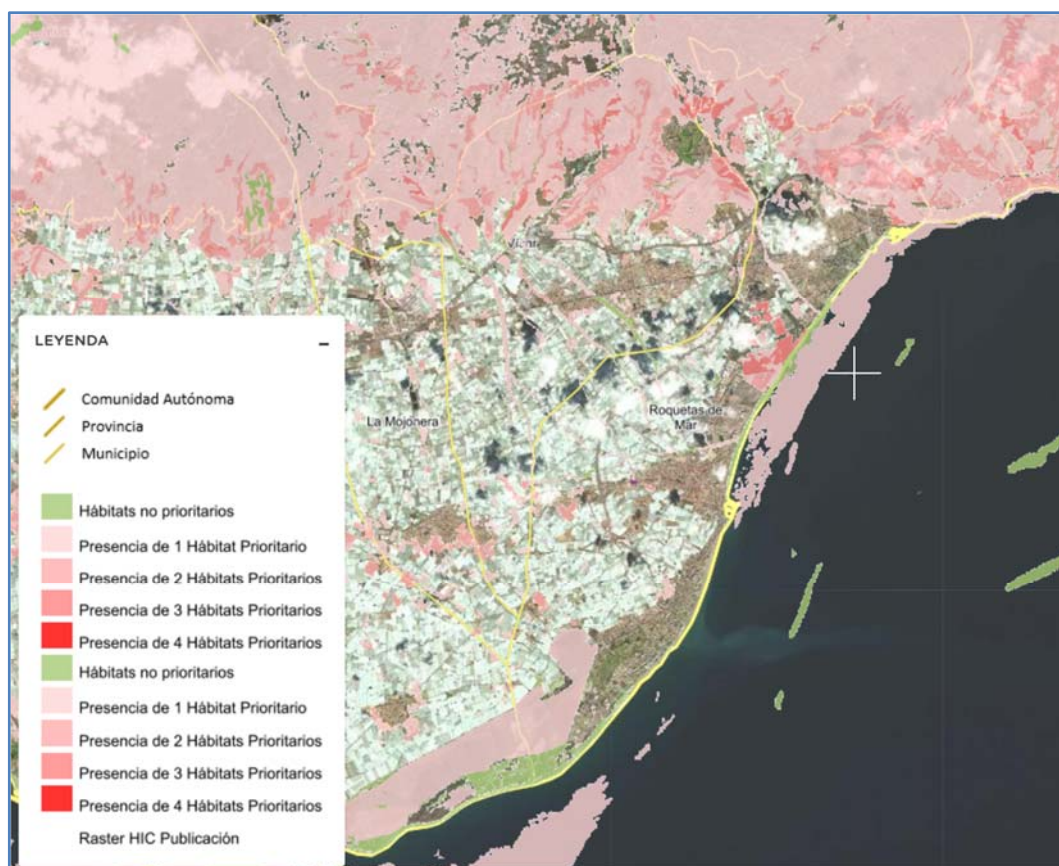 Vicar
La Mojonera
Roquetas de
Mar
LEYENDA
Comunidad Autónoma
Provincia
Municipio
Hábitats no prioritarios
Presencia de 1 Hábitat Prioritario
Presencia de 2 Hábitats Prioritarios
Presencia de 3 Hábitats Prioritarios
Presencia de 4 Hábitats Prioritarios
Hábitats no prioritarios
Presencia de 1 Hábitat Prioritario
Presencia de 2 Hábitats Prioritarios
Presencia de 3 Hábitats Prioritarios
Presencia de 4 Hábitats Prioritarios
Raster HIC Publicación